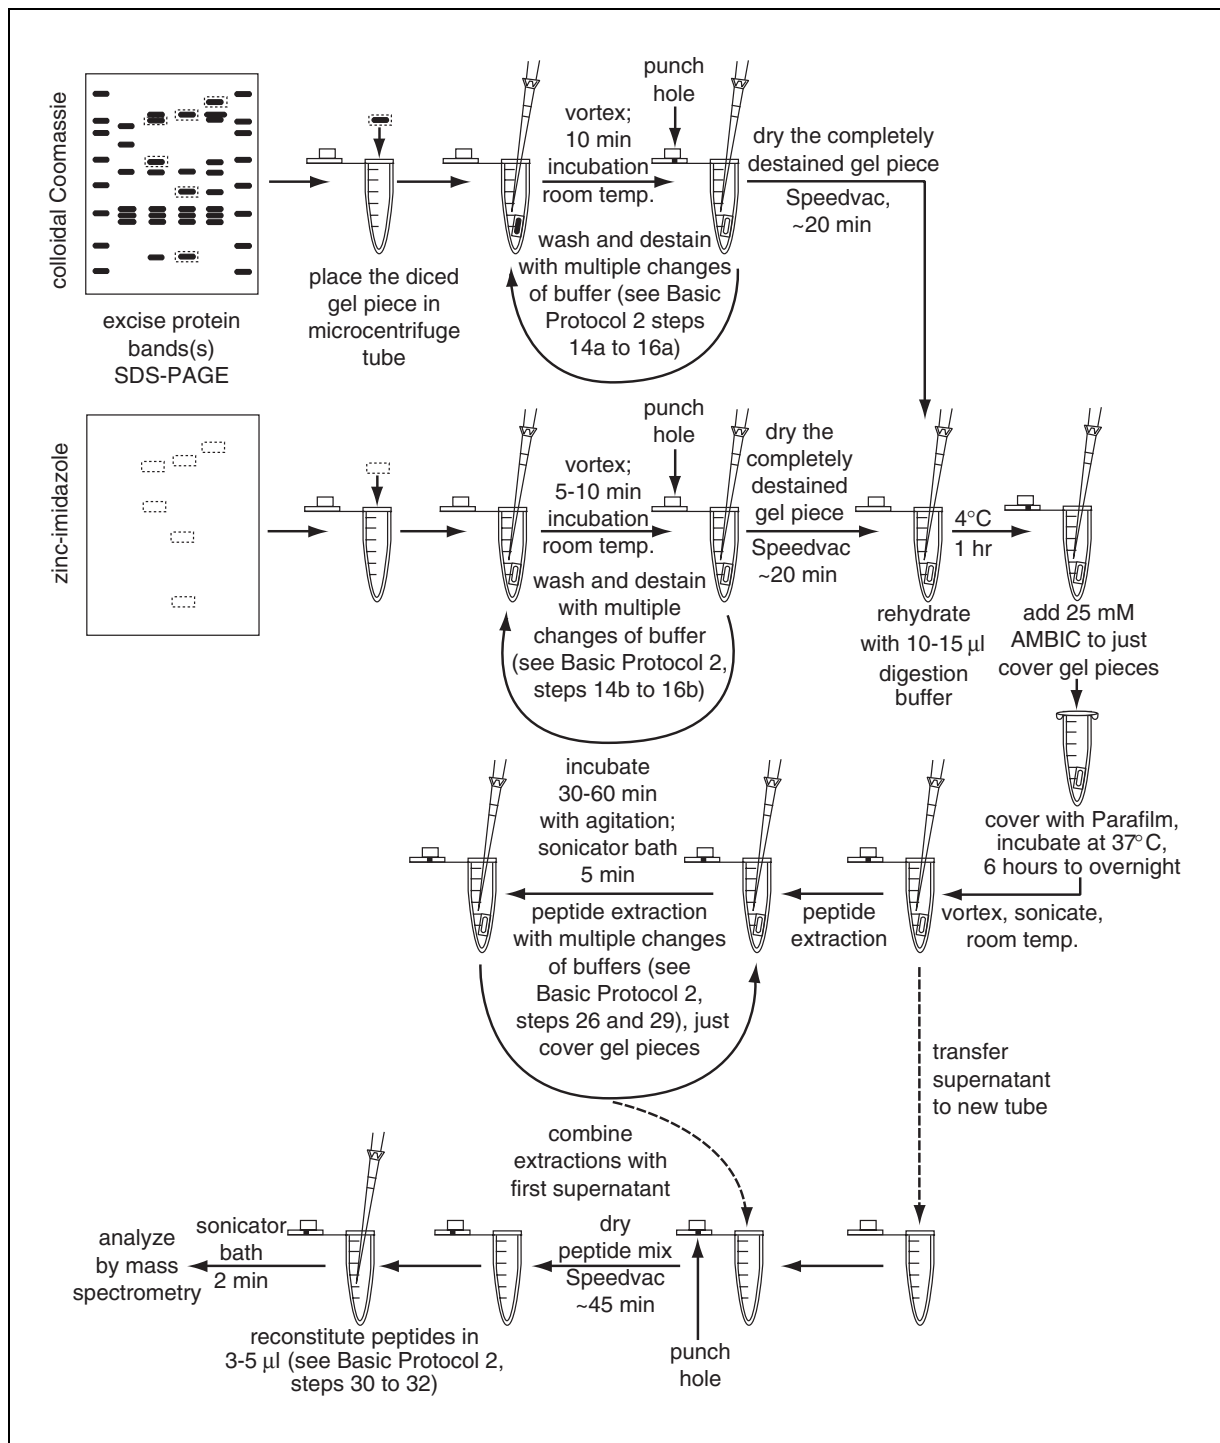 colloidal Coomassie
excise protein
bands(s)
SDS-PAGE
place the diced
gel piece in
microcentrifuge
tube
vortex;
10 min
incubation
room temp.
wash and destain
with multiple changes
of buffer (see Basic
Protocol 2 steps
14a to 16a)
punch
hole
dry the completely
destained gel piece
Speedvac,
~20 min
zinc-imidazole
vortex;
5-10 min
incubation
room temp.
wash and destain
with multiple
changes of buffer
(see Basic Protocol 2,
steps 14b to 16b)
punch
hole
dry the
completely
destained
gel piece
Speedvac
~20 min
rehydrate
with 10-15 μl
digestion
buffer
4°C
1 hr
add 25 mM
AMBIC to just
cover gel pieces
cover with Parafilm,
incubate at 37°C,
6 hours to overnight
vortex, sonicate,
room temp.
peptide
extraction
incubate
30-60 min
with agitation;
sonicator bath
5 min
peptide extraction
with multiple changes
of buffers (see
Basic Protocol 2,
steps 26 and 29), just
cover gel pieces
transfer
supernatant
to new tube
combine
extractions with
first supernatant
punch
hole
dry
peptide mix
Speedvac
~45 min
reconstitute peptides in
3-5 μl (see Basic Protocol 2,
steps 30 to 32)
sonicator
bath
2 min
analyze
by mass
spectrometry